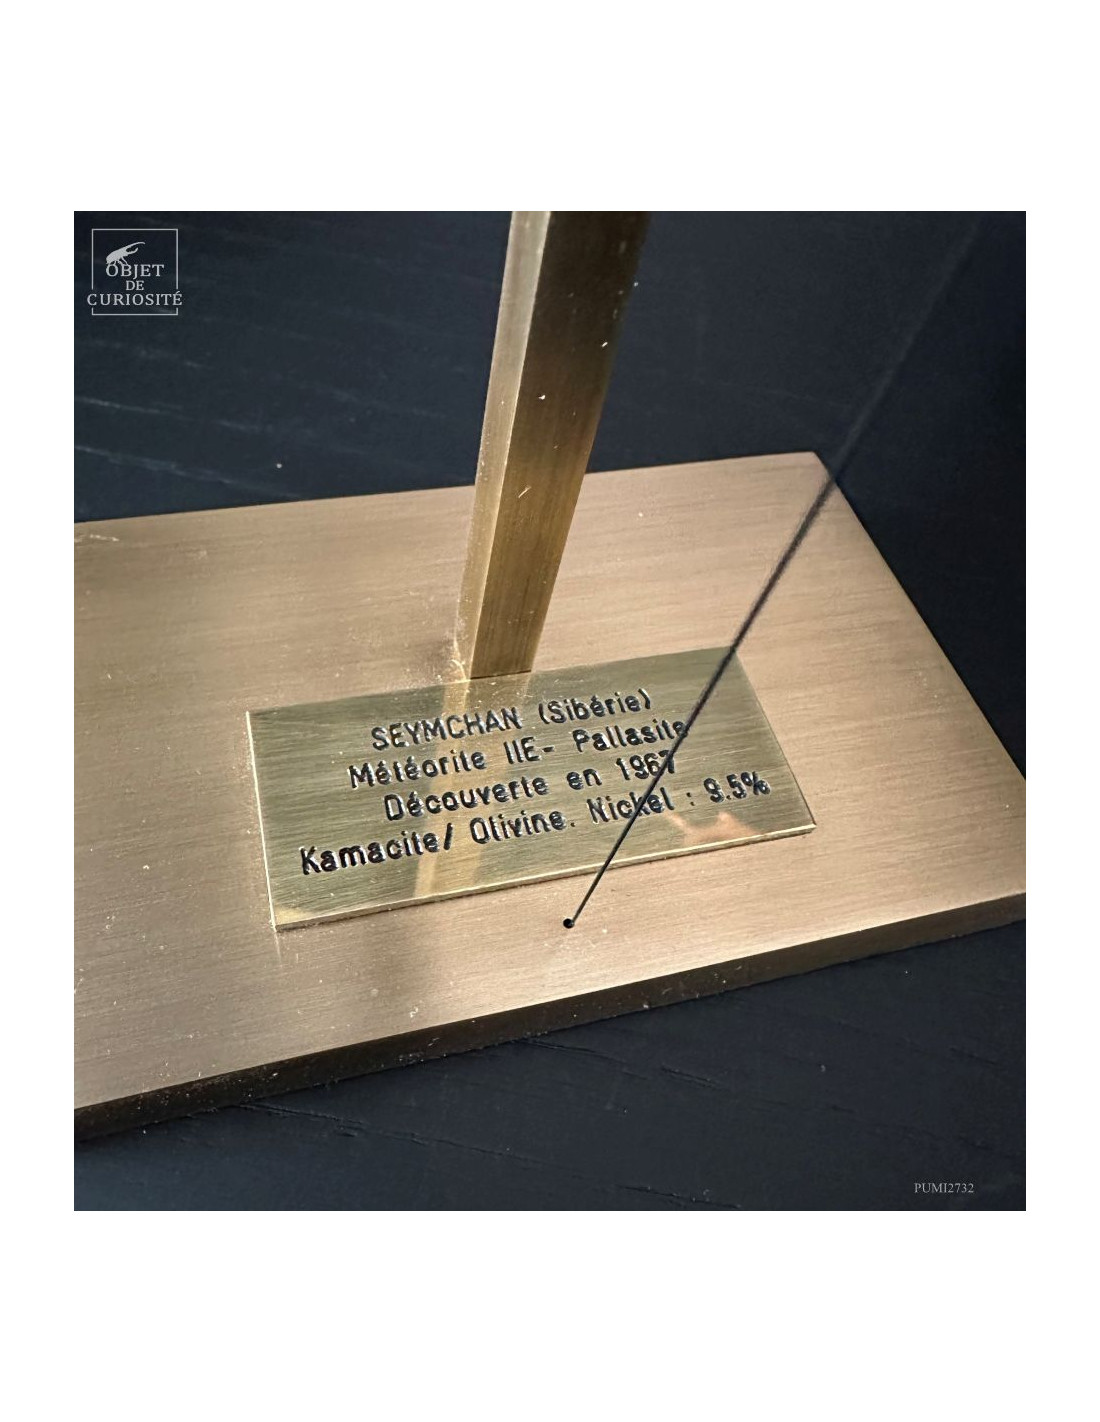 OBJET
DE
CURIOSITÉ
SEYMCHAN (Sibérie)
Météorite IIE- Pallasite
Découverte en 1967
Kamacite/ Olivine. Nickel : 9.5%
PUMI2732